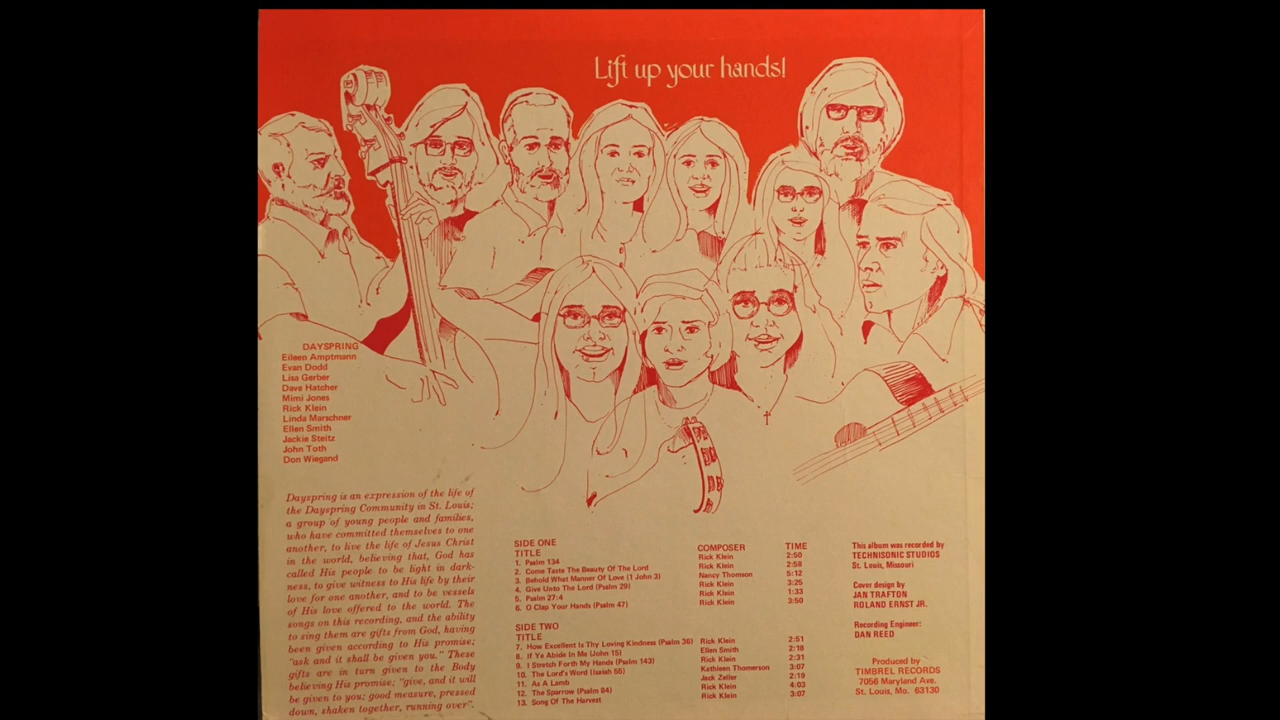 Lift up your hands!
DAYSPRING
Eileen Amptmann
Evan Dodd
Lisa Gerber
Dave Hatcher
Mimi Jones
Rick Klein
Linda Marschner
Ellen Smith
Jackie Steitz
John Toth
Don Wiegand
Dayspring is an expression of the life of
the Dayspring Community in St. Louis;
a group of young people and families,
who have committed themselves to one
another, to live the life of Jesus Christ
in the world, believing that, God has
called His people to be light in dark-
ness, to give witness to His life by their
love for one another, and to be vessels
of His love offered to the world. The
songs on this recording, and the ability
to sing them are gifts from God, having
been given according to His promise;
"ask and it shall be given you." These
gifts are in turn given to the Body
believing His promise; "give, and it will
be given to you; good measure, pressed
down, shaken together, running over".
SIDE ONE
TITLE COMPOSER TIME
1. Psalm 134 Rick Klein 2:50
2. Come Taste The Beauty Of The Lord Rick Klein 2:58
3. Behold What Manner Of Love (1 John 3) Nancy Thomson 5:12
4. Give Unto The Lord (Psalm 29) Rick Klein 3:25
5. Psalm 27:4 Rick Klein 1:33
6. O Clap Your Hands (Psalm 47) Rick Klein 3:50
SIDE TWO
TITLE
7. How Excellent Is Thy Loving Kindness (Psalm 36) Rick Klein 2:51
8. If Ye Abide In Me (John 15) Ellen Smith 2:18
9. I Stretch Forth My Hands (Psalm 143) Rick Klein 2:31
10. The Lord's Word (Isaiah 55) Kathleen Thomerson 3:07
11. As A Lamb Jack Zeller 2:19
12. The Sparrow (Psalm 84) Rick Klein 4:03
13. Song Of The Harvest Rick Klein 3:07
This album was recorded by
TECHNISONIC STUDIOS
St. Louis, Missouri
Cover design by
JAN TRAFTON
ROLAND ERNST JR.
Recording Engineer:
DAN REED
Produced by
TIMBREL RECORDS
7056 Maryland Ave.
St. Louis, Mo. 63130